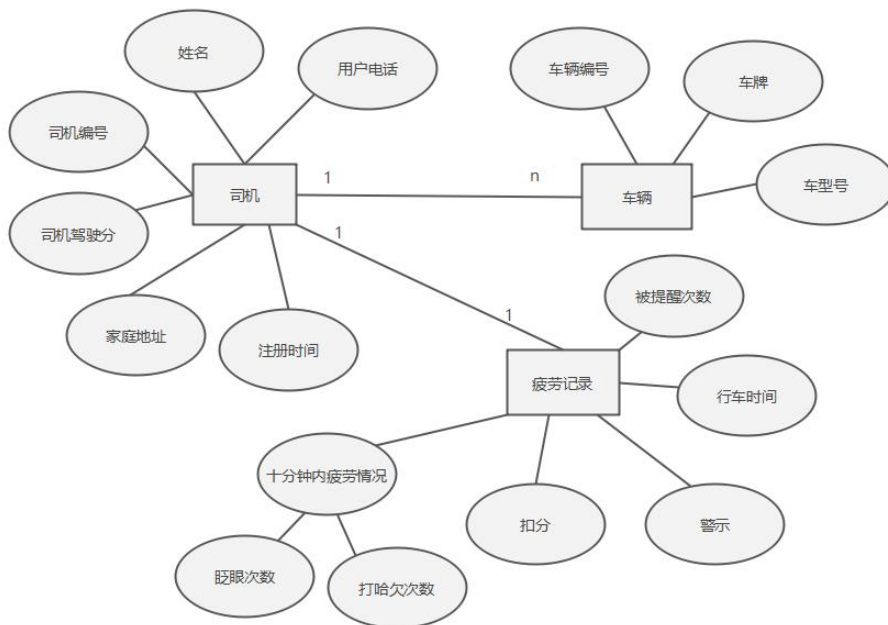 姓名
用户电话
车辆编号
车牌
司机编号
司机
1
n
车辆
车型号
司机驾驶分
1
家庭地址
注册时间
被提醒次数
1
疲劳记录
行车时间
十分钟内疲劳情况
扣分
警示
眨眼次数
打哈欠次数